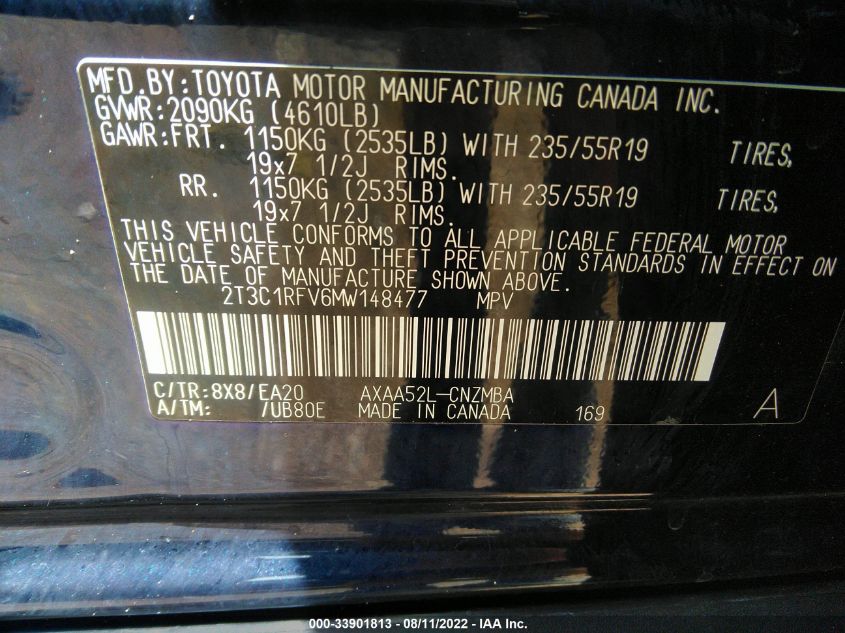 MFD.BY:TOYOTA MOTOR MANUFACTURING CANADA INC.
GVWR:2090KG (4610LB)
GAWR:FRT. 1150KG (2535LB) WITH 235/55R19 TIRES,
19x7 1/2J RIMS.
RR. 1150KG (2535LB) WITH 235/55R19 TIRES,
19x7 1/2J RIMS.
THIS VEHICLE CONFORMS TO ALL APPLICABLE FEDERAL MOTOR
VEHICLE SAFETY AND THEFT PREVENTION STANDARDS IN EFFECT ON
THE DATE OF MANUFACTURE SHOWN ABOVE.
2T3C1RFV6MW148477 MPV
C/TR:8X8/EA20 AXAA52L-CNZMBA
A/TM: /UB80E MADE IN CANADA 169 A
000-33901813 - 08/11/2022 - IAA Inc.